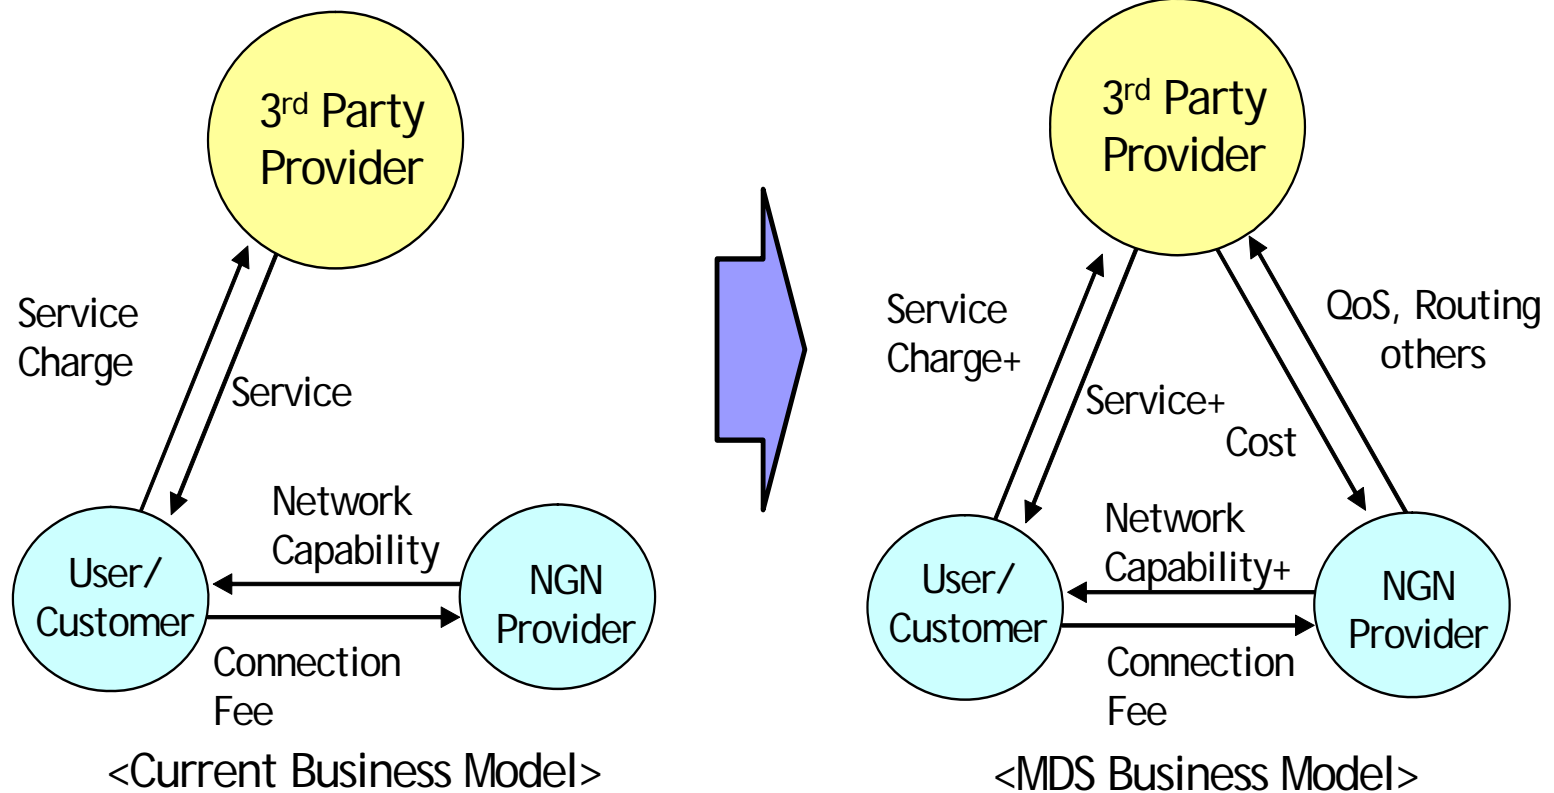 3rd Party
Provider
Service
Charge
Service
Network
Capability
User/
Customer
NGN
Provider
Connection
Fee
<Current Business Model>
3rd Party
Provider
Service
Charge+
QoS, Routing
others
Service+
Cost
Network
Capability+
User/
Customer
NGN
Provider
Connection
Fee
<MDS Business Model>